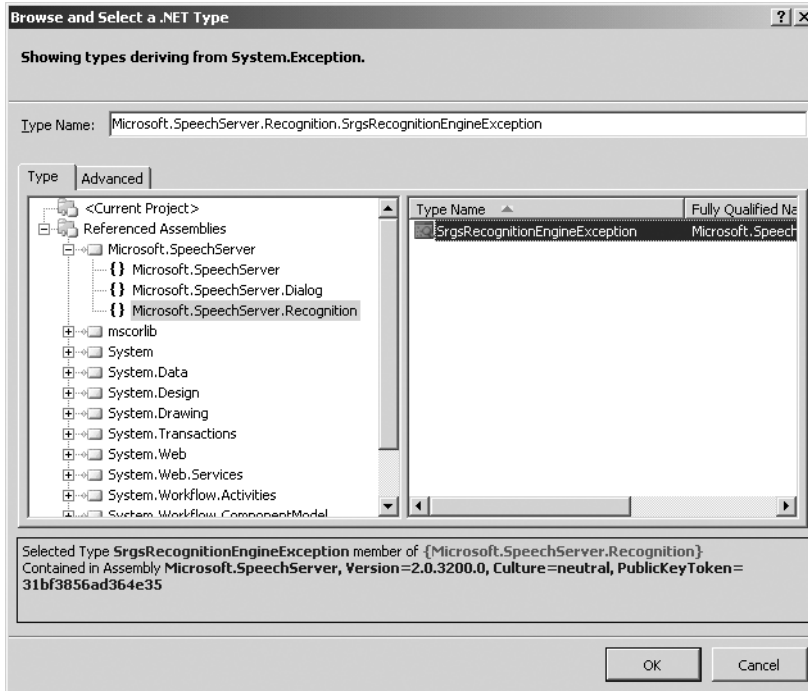 Browse and Select a .NET Type
Showing types deriving from System.Exception.
Type Name: Microsoft.SpeechServer.Recognition.SrgsRecognitionEngineException
Type Advanced
<Current Project>
Referenced Assemblies
Microsoft.SpeechServer
{} Microsoft.SpeechServer
{} Microsoft.SpeechServer.Dialog
{} Microsoft.SpeechServer.Recognition
mscorlib
System
System.Data
System.Design
System.Drawing
System.Transactions
System.Web
System.Web.Services
System.Workflow.Activities
System.Workflow.ComponentModel
Type Name Fully Qualified Na
SrgsRecognitionEngineException Microsoft.Speech
Selected Type SrgsRecognitionEngineException member of {Microsoft.SpeechServer.Recognition}
Contained in Assembly Microsoft.SpeechServer, Version=2.0.3200.0, Culture=neutral, PublicKeyToken=
31bf3856ad364e35
OK Cancel